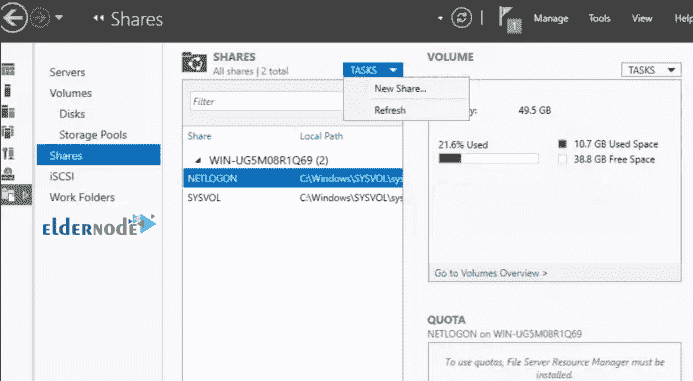 Shares
1
Manage Tools View Help
Servers
Volumes
Disks
Storage Pools
Shares
iSCSI
Work Folders
eldernode
SHARES
All shares | 2 total
TASKS
New Share...
Refresh
Filter
Share Local Path
WIN-UG5M08R1Q69 (2)
NETLOGON C:\Windows\SYSVOL\sys
SYSVOL C:\Windows\SYSVOL\sys
VOLUME
TASKS
49.5 GB
21.6% Used
10.7 GB Used Space
38.8 GB Free Space
Go to Volumes Overview >
QUOTA
NETLOGON on WIN-UG5M08R1Q69
To use quotas, File Server Resource Manager must be
installed.